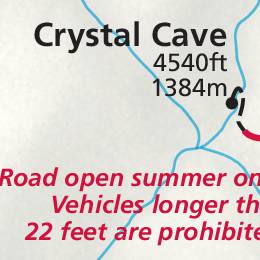 Crystal Cave
4540ft
1384m
Road open summer on
Vehicles longer th
22 feet are prohibite